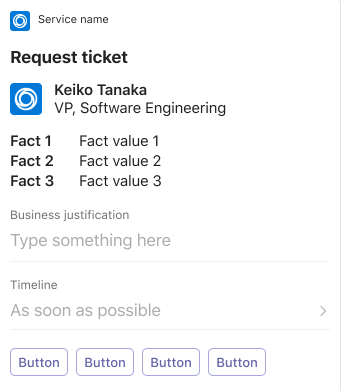 Service name
Request ticket
Keiko Tanaka
VP, Software Engineering
Fact 1 Fact value 1
Fact 2 Fact value 2
Fact 3 Fact value 3
Business justification
Type something here
Timeline
As soon as possible
Button Button Button Button